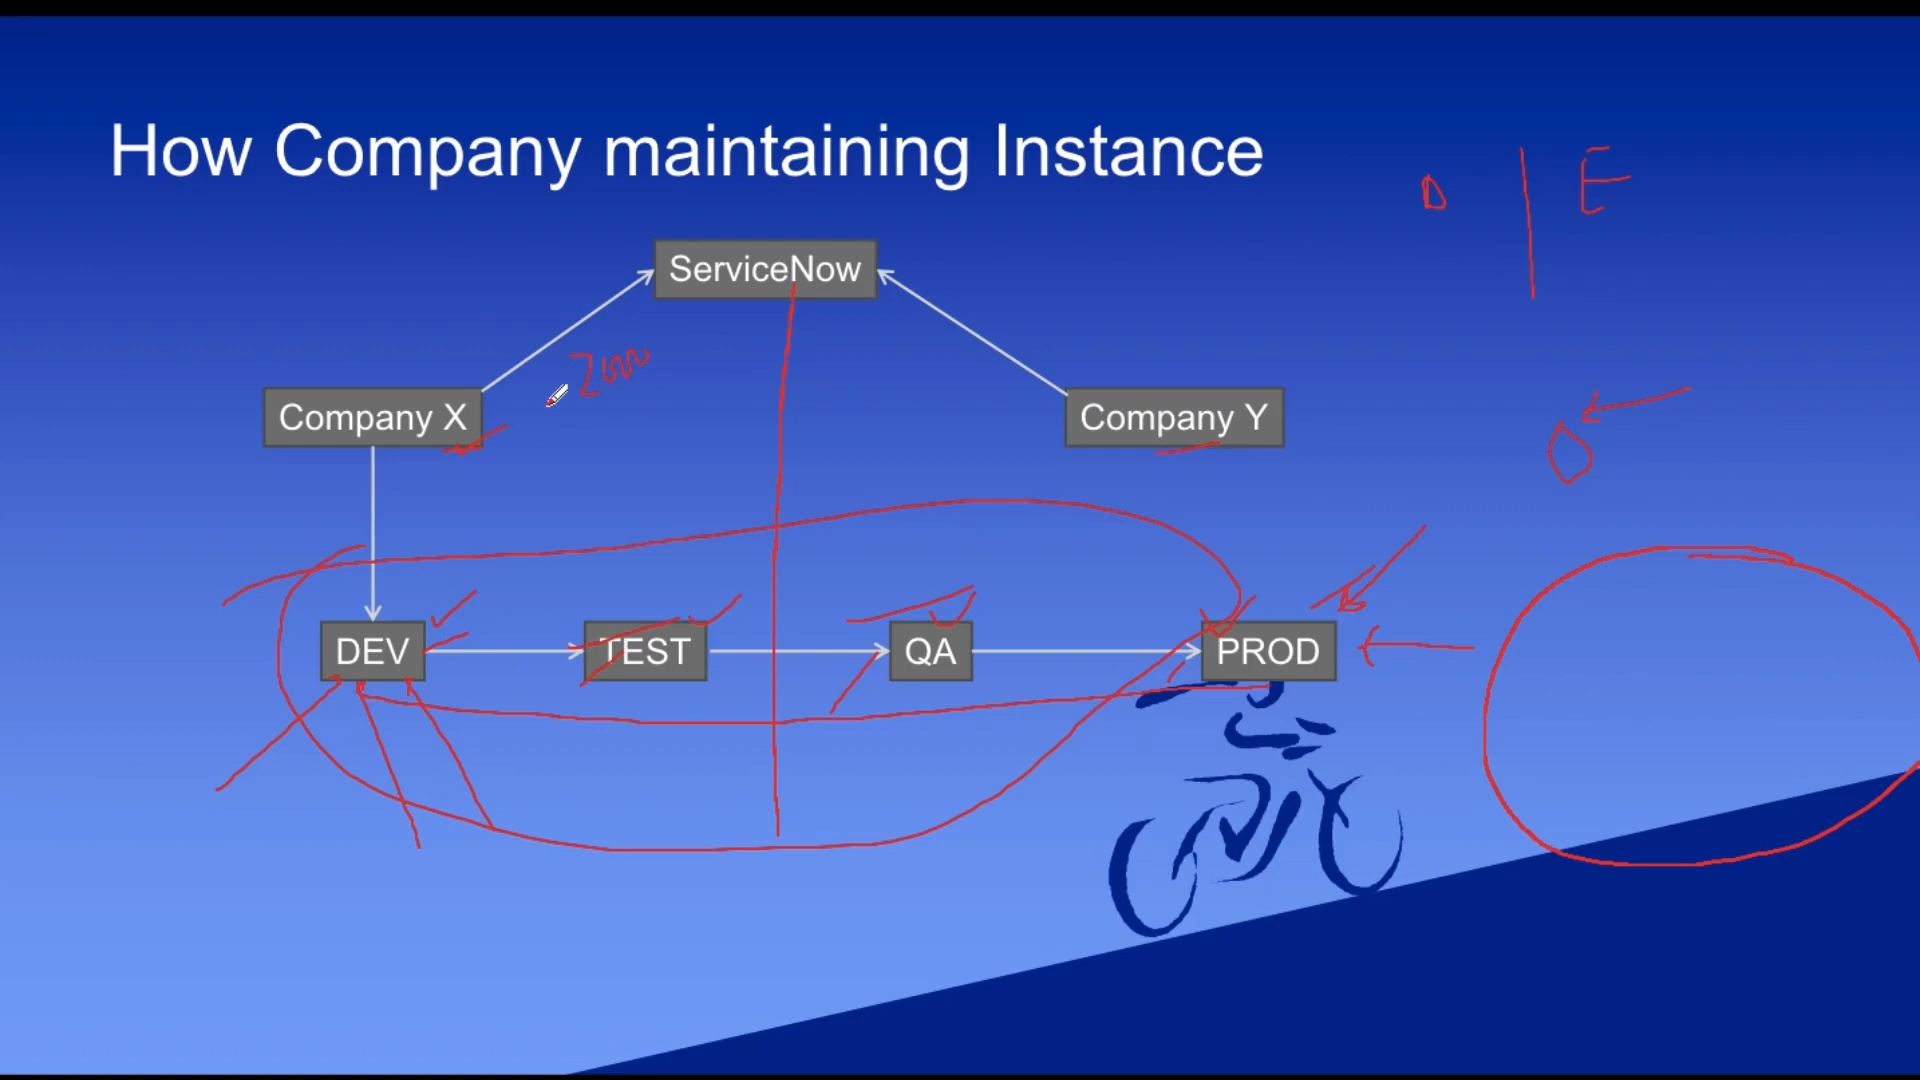 How Company maintaining Instance
D | E
ServiceNow
Company X
Company Y
DEV
TEST
QA
PROD